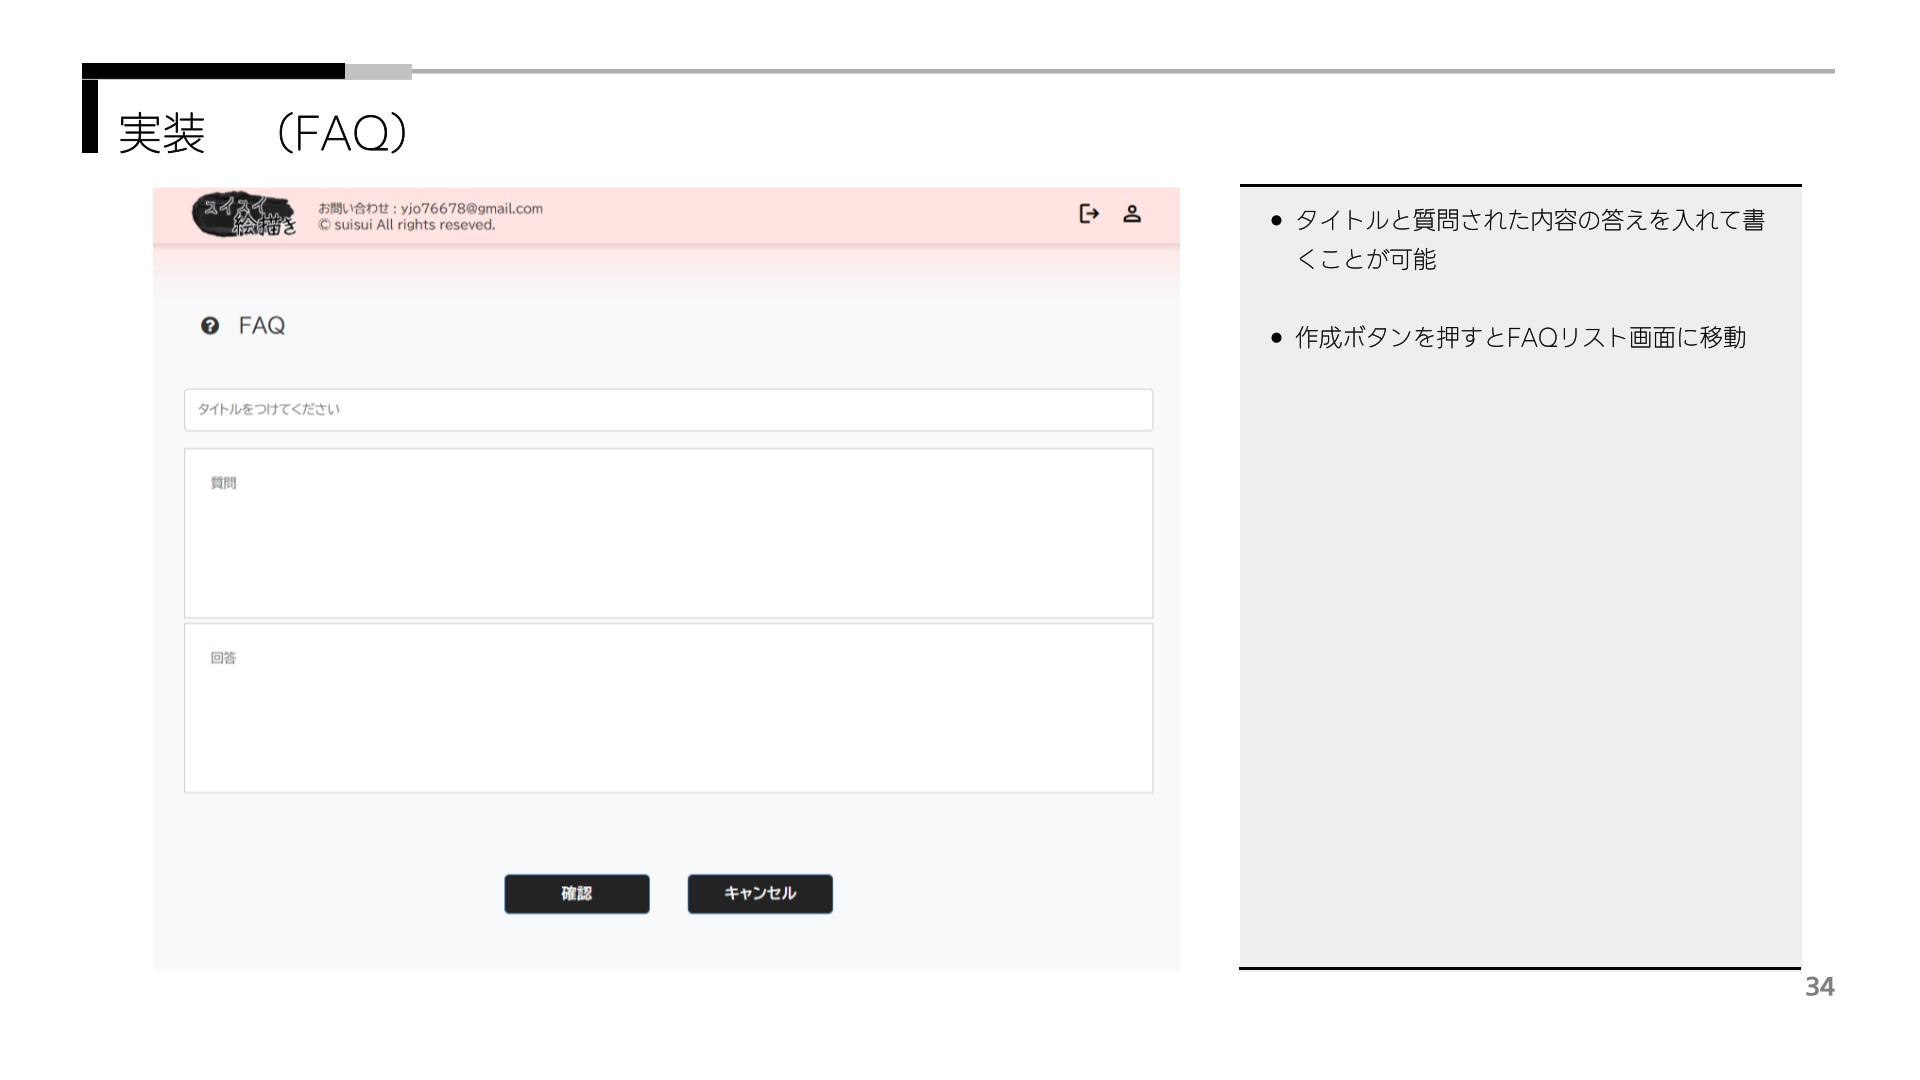 実装　（FAQ）
スイスイ
絵描き
お問い合わせ : yjo76678@gmail.com
© suisui All rights reseved.
FAQ
タイトルをつけてください
質問
回答
確認
キャンセル
● タイトルと質問された内容の答えを入れて書
くことが可能
● 作成ボタンを押すとFAQリスト画面に移動
34